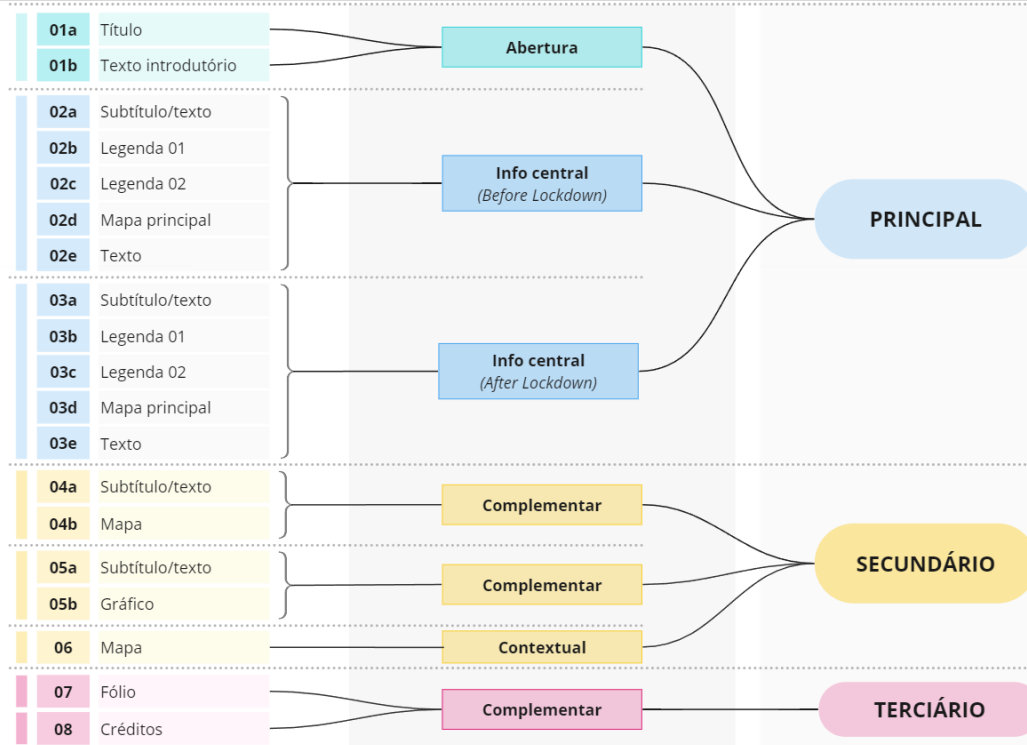 01a Título
01b Texto introdutório
Abertura
02a Subtítulo/texto
02b Legenda 01
02c Legenda 02
02d Mapa principal
02e Texto
Info central
(Before Lockdown)
PRINCIPAL
03a Subtítulo/texto
03b Legenda 01
03c Legenda 02
03d Mapa principal
03e Texto
Info central
(After Lockdown)
04a Subtítulo/texto
04b Mapa
Complementar
05a Subtítulo/texto
05b Gráfico
Complementar
SECUNDÁRIO
06 Mapa
Contextual
07 Fólio
08 Créditos
Complementar
TERCIÁRIO